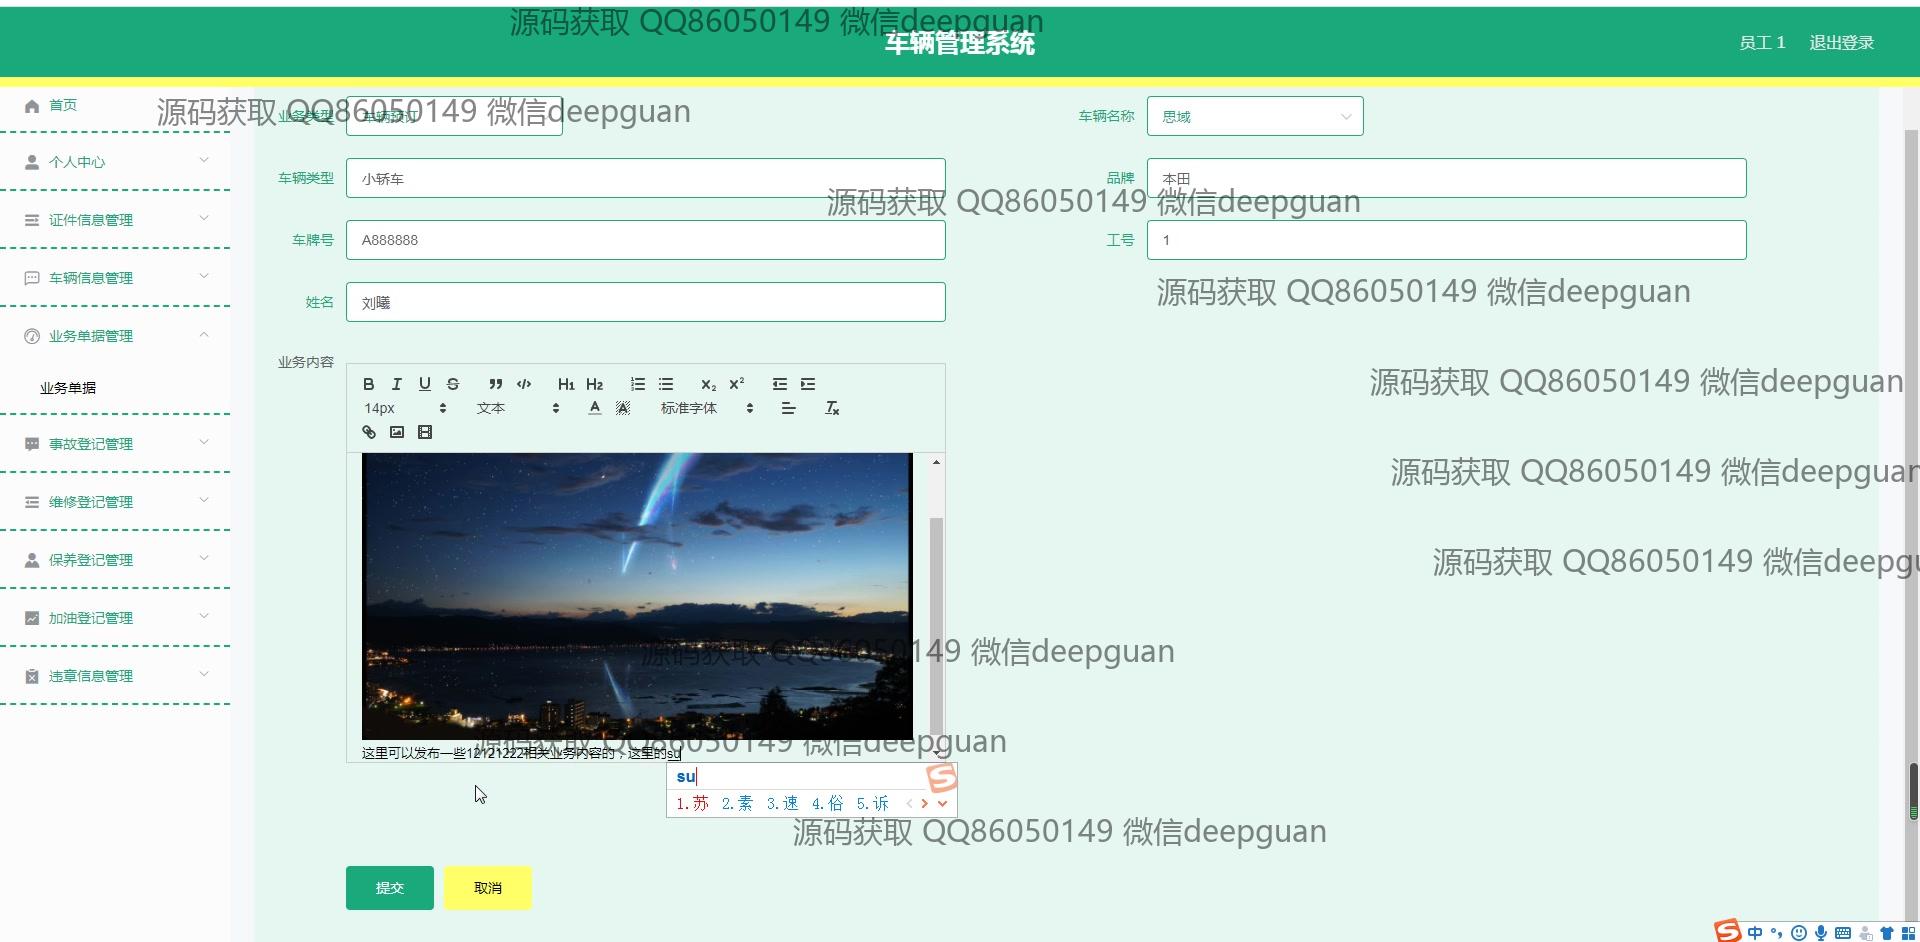 源码获取 QQ86050149 微信deepguan
车辆管理系统
员工 1 退出登录
首页
源码获取 QQ86050149 微信deepguan
业务类型 车辆预订
车辆名称 思域
个人中心
车辆类型 小轿车
品牌 本田
源码获取 QQ86050149 微信deepguan
证件信息管理
车牌号 A888888
工号 1
车辆信息管理
姓名 刘曦
源码获取 QQ86050149 微信deepguan
业务单据管理
业务内容
业务单据
B I U S ” </> H1 H2 X2 X2
14px 文本 A A 标准字体 Tx
源码获取 QQ86050149 微信deepguan
事故登记管理
源码获取 QQ86050149 微信deepguan
维修登记管理
保养登记管理
源码获取 QQ86050149 微信deepgu
加油登记管理
源码获取 QQ86050149 微信deepguan
违章信息管理
源码获取 QQ86050149 微信deepguan
这里可以发布一些12121222相关业务内容的，这里的su
su
1.苏 2.素 3.速 4.俗 5.诉
源码获取 QQ86050149 微信deepguan
提交 取消
中